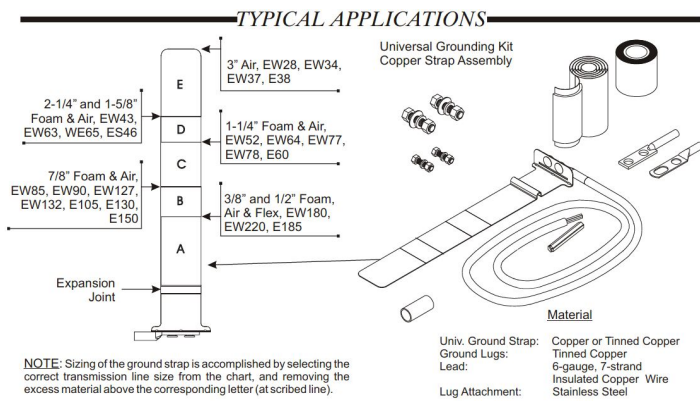 TYPICAL APPLICATIONS
3” Air, EW28, EW34,
EW37, E38
Universal Grounding Kit
Copper Strap Assembly
2-1/4” and 1-5/8”
Foam & Air, EW43,
EW63, WE65, ES46
1-1/4” Foam & Air,
EW52, EW64, EW77,
EW78, E60
7/8” Foam & Air,
EW85, EW90, EW127,
EW132, E105, E130,
E150
3/8” and 1/2” Foam,
Air & Flex, EW180,
EW220, E185
E
D
C
B
A
Expansion
Joint
NOTE: Sizing of the ground strap is accomplished by selecting the
correct transmission line size from the chart, and removing the
excess material above the corresponding letter (at scribed line).
Material
Univ. Ground Strap: Copper or Tinned Copper
Ground Lugs: Tinned Copper
Lead: 6-gauge, 7-strand
Insulated Copper Wire
Lug Attachment: Stainless Steel